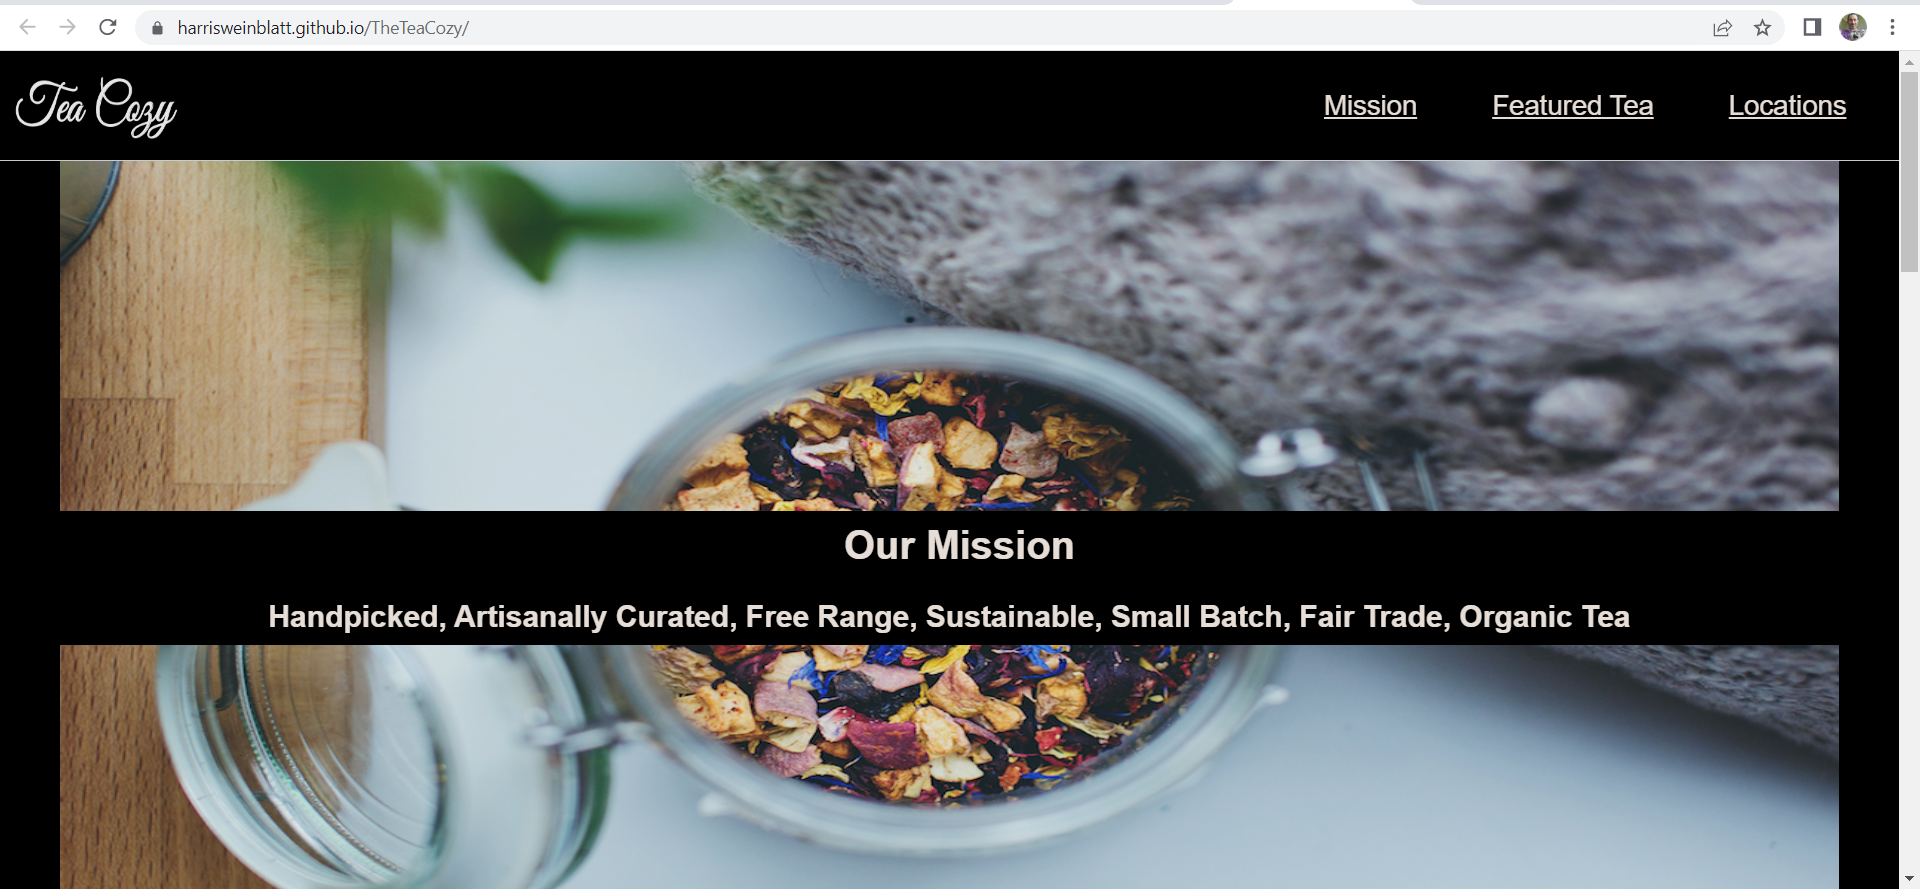 harrisweinblatt.github.io/TheTeaCozy/
Tea Cozy
Mission
Featured Tea
Locations
Our Mission
Handpicked, Artisanally Curated, Free Range, Sustainable, Small Batch, Fair Trade, Organic Tea